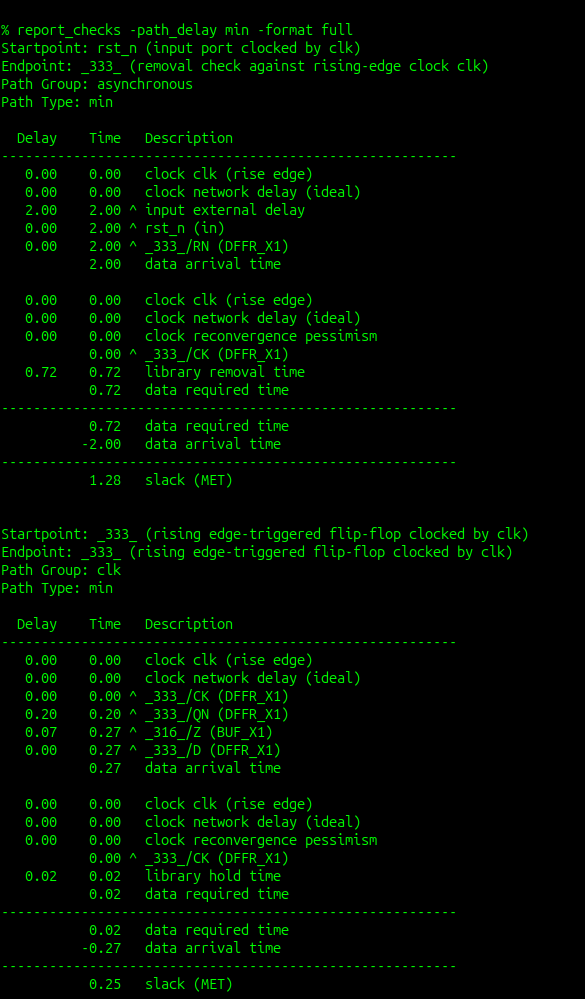 % report_checks -path_delay min -format full
Startpoint: rst_n (input port clocked by clk)
Endpoint: _333_ (removal check against rising-edge clock clk)
Path Group: asynchronous
Path Type: min

  Delay    Time   Description
---------------------------------------------------------
   0.00    0.00   clock clk (rise edge)
   0.00    0.00   clock network delay (ideal)
   2.00    2.00 ^ input external delay
   0.00    2.00 ^ rst_n (in)
   0.00    2.00 ^ _333_/RN (DFFR_X1)
           2.00   data arrival time

   0.00    0.00   clock clk (rise edge)
   0.00    0.00   clock network delay (ideal)
   0.00    0.00   clock reconvergence pessimism
           0.00 ^ _333_/CK (DFFR_X1)
   0.72    0.72   library removal time
           0.72   data required time
---------------------------------------------------------
           0.72   data required time
          -2.00   data arrival time
---------------------------------------------------------
           1.28   slack (MET)


Startpoint: _333_ (rising edge-triggered flip-flop clocked by clk)
Endpoint: _333_ (rising edge-triggered flip-flop clocked by clk)
Path Group: clk
Path Type: min

  Delay    Time   Description
---------------------------------------------------------
   0.00    0.00   clock clk (rise edge)
   0.00    0.00   clock network delay (ideal)
   0.00    0.00 ^ _333_/CK (DFFR_X1)
   0.20    0.20 ^ _333_/QN (DFFR_X1)
   0.07    0.27 ^ _316_/Z (BUF_X1)
   0.00    0.27 ^ _333_/D (DFFR_X1)
           0.27   data arrival time

   0.00    0.00   clock clk (rise edge)
   0.00    0.00   clock network delay (ideal)
   0.00    0.00   clock reconvergence pessimism
           0.00 ^ _333_/CK (DFFR_X1)
   0.02    0.02   library hold time
           0.02   data required time
---------------------------------------------------------
           0.02   data required time
          -0.27   data arrival time
---------------------------------------------------------
           0.25   slack (MET)